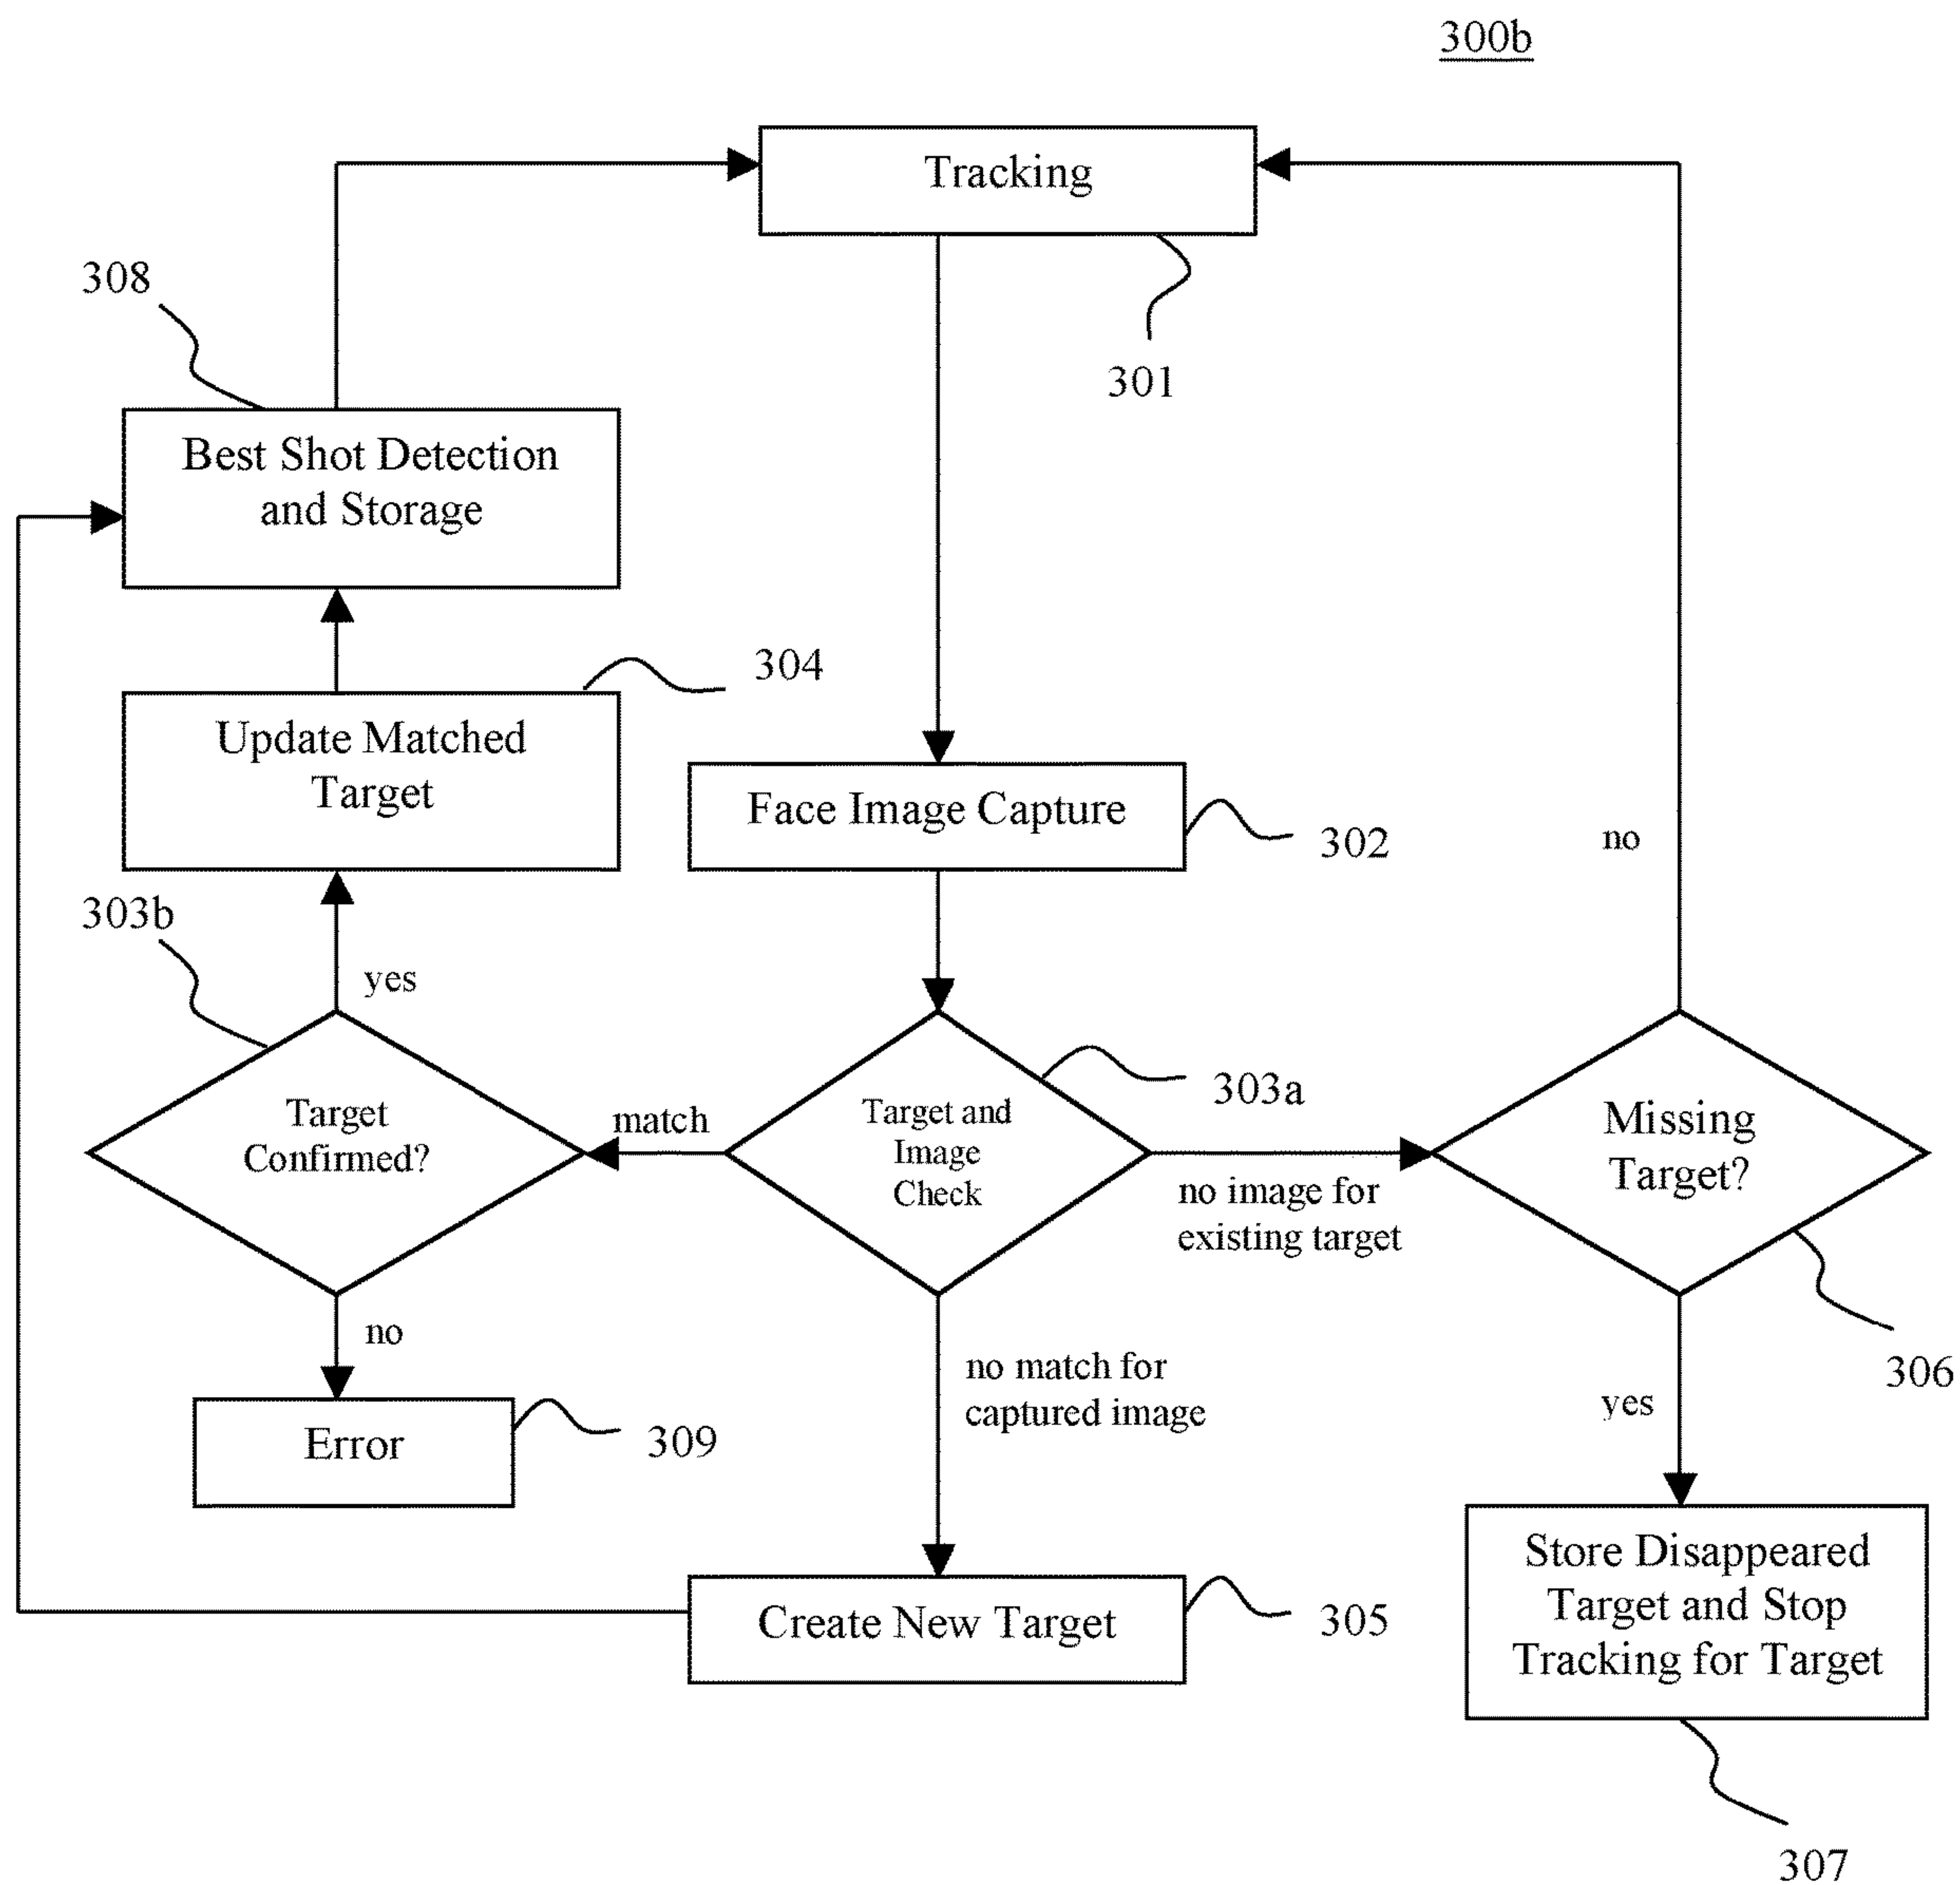 300b
Tracking
301
308
Best Shot Detection
and Storage
304
Update Matched
Target
Face Image Capture
302
no
303b
yes
303a
Target
Confirmed?
match
Target and
Image
Check
no image for
existing target
Missing
Target?
306
no
Error
309
no match for
captured image
yes
Create New Target
305
Store Disappeared
Target and Stop
Tracking for Target
307